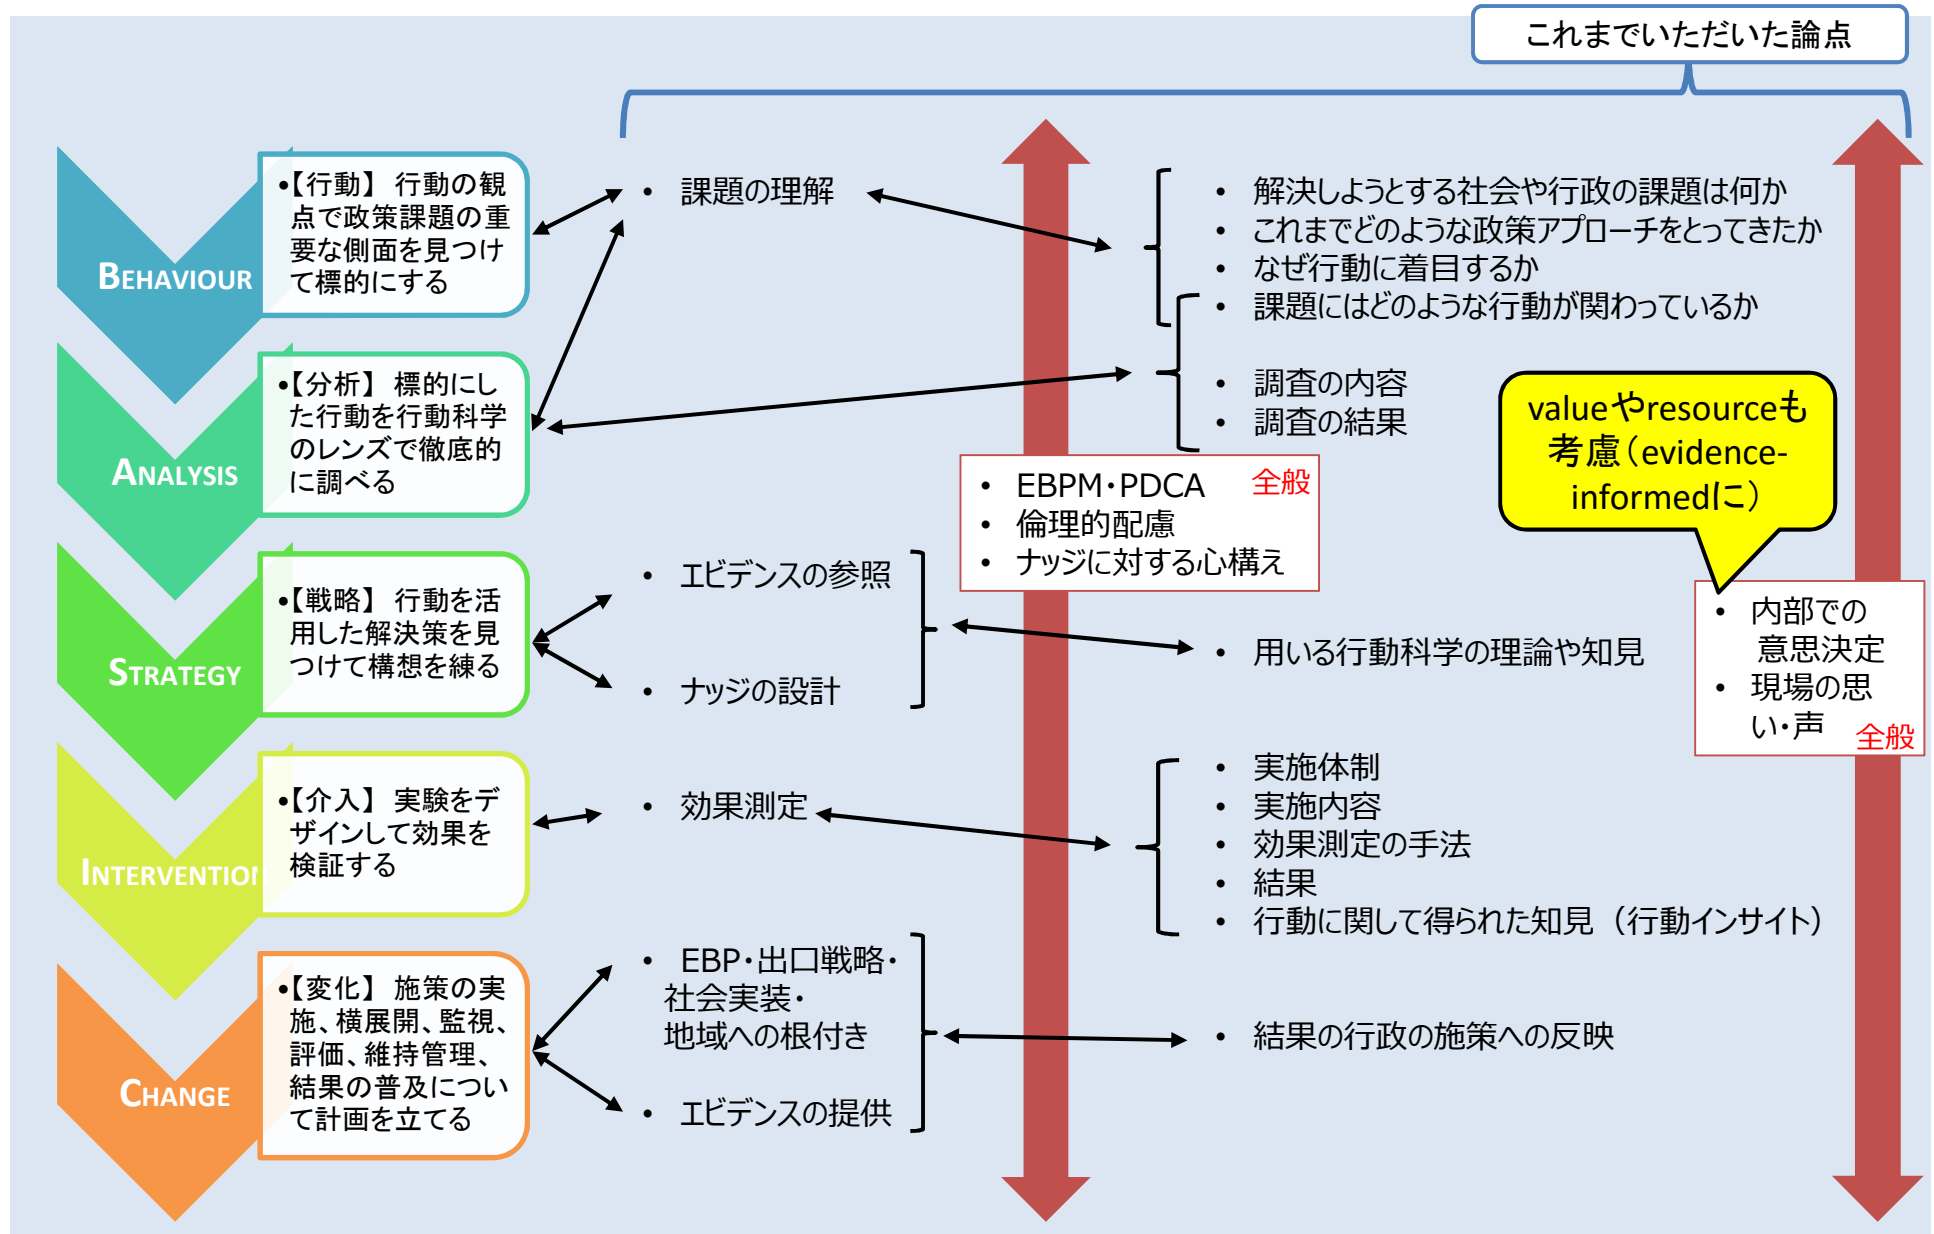 これまでいただいた論点
BEHAVIOUR
•【行動】 行動の観
点で政策課題の重
要な側面を見つけ
て標的にする
• 課題の理解
• 解決しようとする社会や行政の課題は何か
• これまでどのような政策アプローチをとってきたか
• なぜ行動に着目するか
• 課題にはどのような行動が関わっているか
ANALYSIS
•【分析】 標的にし
た行動を行動科学
のレンズで徹底的
に調べる
• 調査の内容
• 調査の結果
valueやresourceも
考慮（evidence-
informedに）
• EBPM・PDCA 全般
• 倫理的配慮
• ナッジに対する心構え
STRATEGY
•【戦略】 行動を活
用した解決策を見
つけて構想を練る
• エビデンスの参照
• ナッジの設計
• 用いる行動科学の理論や知見
• 内部での
意思決定
• 現場の思
い・声 全般
INTERVENTION
•【介入】 実験をデ
ザインして効果を
検証する
• 効果測定
• 実施体制
• 実施内容
• 効果測定の手法
• 結果
• 行動に関して得られた知見（行動インサイト）
CHANGE
•【変化】 施策の実
施、横展開、監視、
評価、維持管理、
結果の普及につい
て計画を立てる
• EBP・出口戦略・
社会実装・
地域への根付き
• エビデンスの提供
• 結果の行政の施策への反映